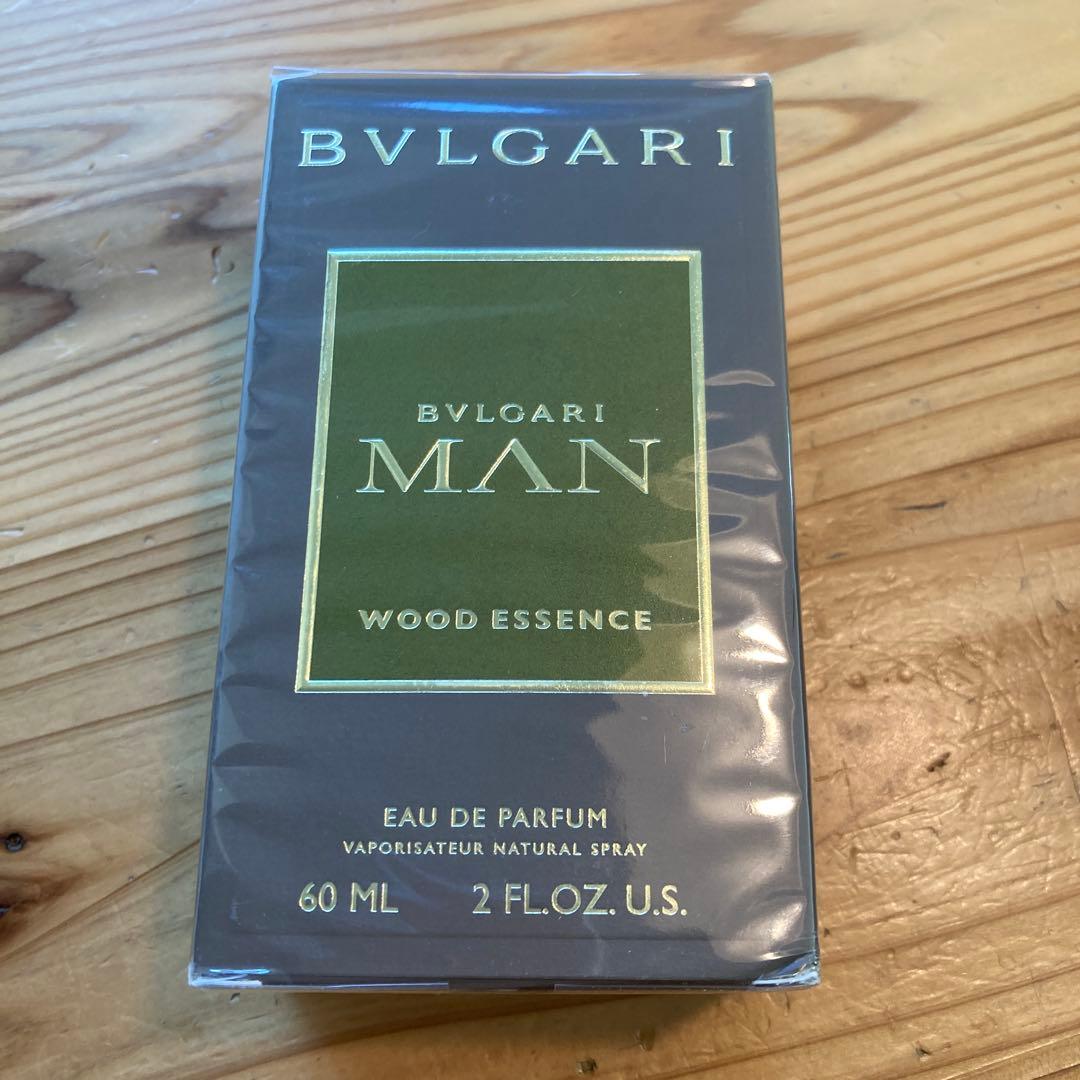 BVLGARI
BVLGARI
MAN
WOOD ESSENCE
EAU DE PARFUM
VAPORISATEUR NATURAL SPRAY
60 ML 2 FL.OZ. U.S.